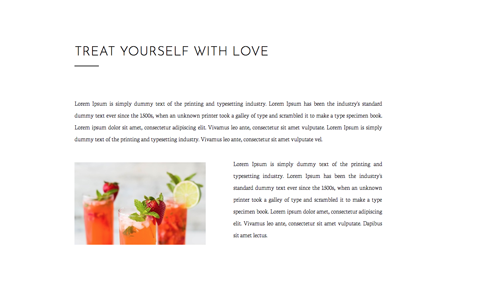 TREAT YOURSELF WITH LOVE
Lorem Ipsum is simply dummy text of the printing and typesetting industry. Lorem Ipsum has been the industry's standard
dummy text ever since the 1500s, when an unknown printer took a galley of type and scrambled it to make a type specimen book.
Lorem ipsum dolor sit amet, consectetur adipiscing elit. Vivamus leo ante, consectetur sit amet vulputate. Lorem Ipsum is simply
dummy text of the printing and typesetting industry. Vivamus leo ante, consectetur sit amet vulputate vel.
Lorem Ipsum is simply dummy text of the printing and
typesetting industry. Lorem Ipsum has been the industry's
standard dummy text ever since the 1500s, when an unknown
printer took a galley of type and scrambled it to make a type
specimen book. Lorem ipsum dolor sit amet, consectetur adipiscing
elit. Vivamus leo ante, consectetur sit amet vulputate. Dapibus
sit amet lectus.